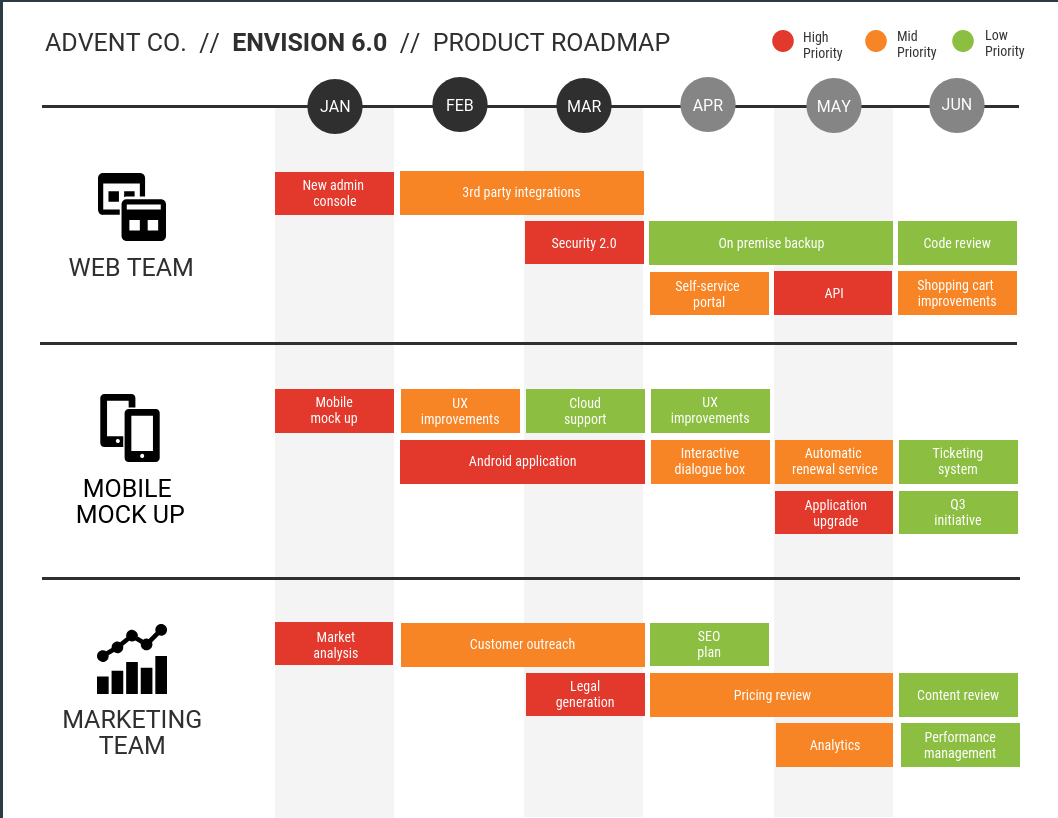 ADVENT CO. // ENVISION 6.0 // PRODUCT ROADMAP
High
Priority
Mid
Priority
Low
Priority
JAN
FEB
MAR
APR
MAY
JUN
WEB TEAM
New admin
console
3rd party integrations
Security 2.0
On premise backup
Code review
Self-service
portal
API
Shopping cart
improvements
MOBILE
MOCK UP
Mobile
mock up
UX
improvements
Cloud
support
UX
improvements
Android application
Interactive
dialogue box
Automatic
renewal service
Ticketing
system
Application
upgrade
Q3
initiative
MARKETING
TEAM
Market
analysis
Customer outreach
SEO
plan
Legal
generation
Pricing review
Content review
Analytics
Performance
management